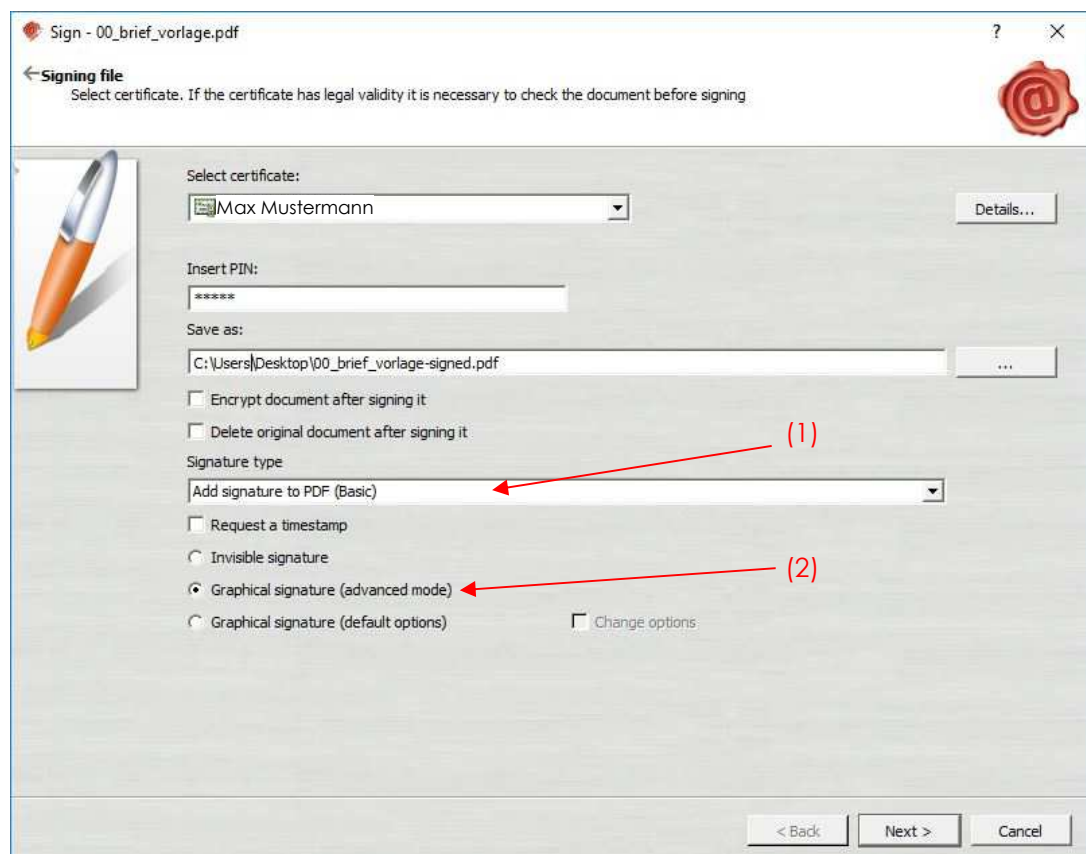 Sign - 00_brief_vorlage.pdf
?
Signing file
Select certificate. If the certificate has legal validity it is necessary to check the document before signing
Select certificate:
Max Mustermann
Details...
Insert PIN:
*****
Save as:
C:\Users\Desktop\00_brief_vorlage-signed.pdf
...
Encrypt document after signing it
Delete original document after signing it
(1)
Signature type
Add signature to PDF (Basic)
Request a timestamp
Invisible signature
(2)
Graphical signature (advanced mode)
Graphical signature (default options) Change options
< Back Next > Cancel